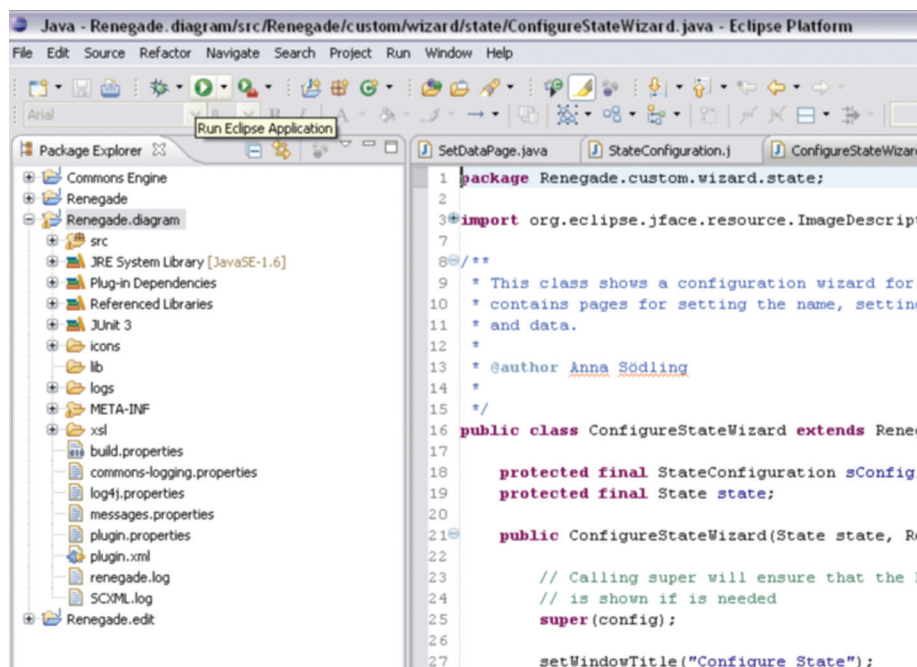 Java - Renegade.diagram/src/Renegade/custom/wizard/state/ConfigureStateWizard.java - Eclipse Platform
File Edit Source Refactor Navigate Search Project Run Window Help
Arial
Run Eclipse Application
Package Explorer
Commons Engine
Renegade
Renegade.diagram
src
JRE System Library [JavaSE-1.6]
Plug-in Dependencies
Referenced Libraries
JUnit 3
icons
lib
logs
META-INF
xsl
build.properties
commons-logging.properties
log4j.properties
messages.properties
plugin.properties
plugin.xml
renegade.log
SCXML.log
Renegade.edit
SetDataPage.java StateConfiguration.j ConfigureStateWizard
1 package Renegade.custom.wizard.state;
2
3 import org.eclipse.jface.resource.ImageDescript
7
8 /**
9 * This class shows a configuration wizard for
10 * contains pages for setting the name, setting
11 * and data.
12 *
13 * @author Anna Södling
14 *
15 */
16 public class ConfigureStateWizard extends Rene
17
18 protected final StateConfiguration sConfig
19 protected final State state;
20
21 public ConfigureStateWizard(State state, Re
22
23 // Calling super will ensure that the
24 // is shown if is needed
25 super(config);
26
27 setWindowTitle("Configure State");